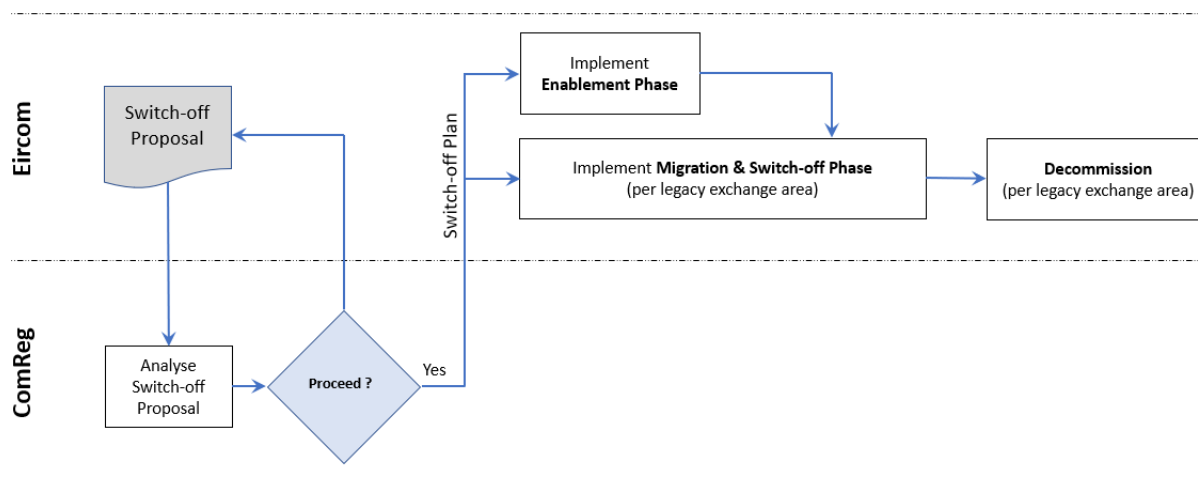 Eircom
Switch-off
Proposal
Switch-off Plan
Implement
Enablement Phase
Implement Migration & Switch-off Phase
(per legacy exchange area)
Decommission
(per legacy exchange area)
ComReg
Analyse
Switch-off
Proposal
Proceed ?
Yes